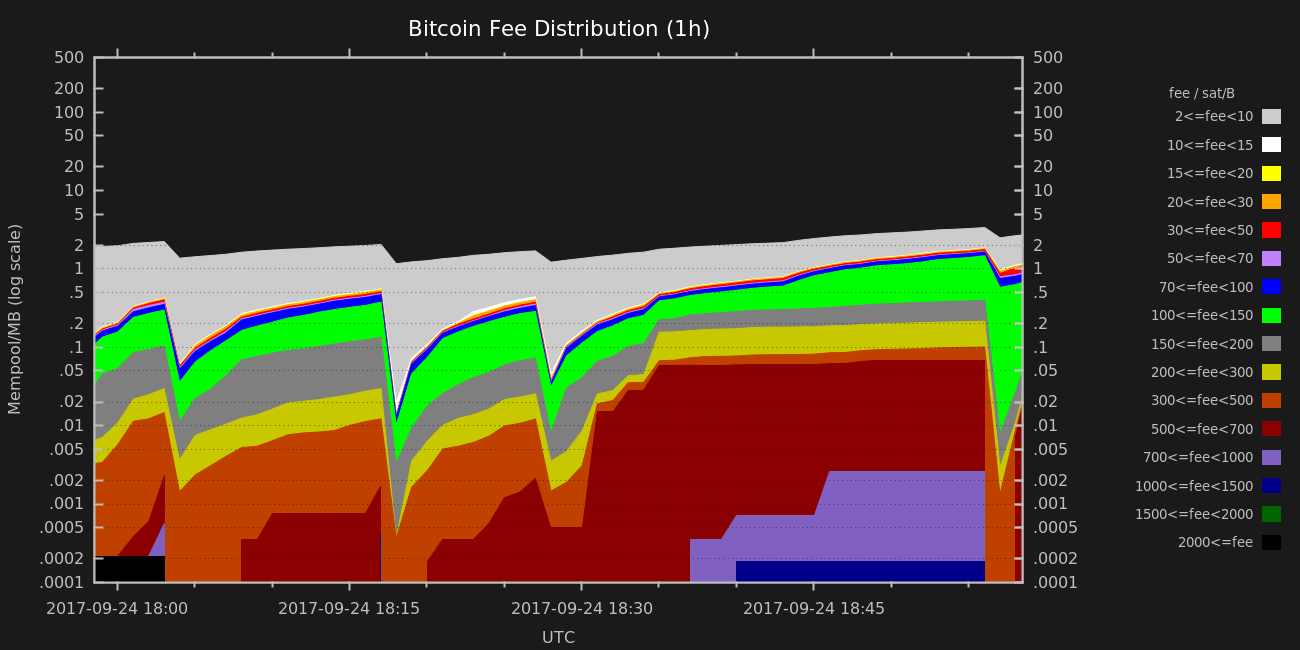 Bitcoin Fee Distribution (1h)
Mempool/MB (log scale)
500
200
100
50
20
10
5
2
1
.5
.2
.1
.05
.02
.01
.005
.002
.001
.0005
.0002
.0001
500
200
100
50
20
10
5
2
1
.5
.2
.1
.05
.02
.01
.005
.002
.001
.0005
.0002
.0001
2017-09-24 18:00 2017-09-24 18:15 2017-09-24 18:30 2017-09-24 18:45
UTC
fee / sat/B
2<=fee<10
10<=fee<15
15<=fee<20
20<=fee<30
30<=fee<50
50<=fee<70
70<=fee<100
100<=fee<150
150<=fee<200
200<=fee<300
300<=fee<500
500<=fee<700
700<=fee<1000
1000<=fee<1500
1500<=fee<2000
2000<=fee